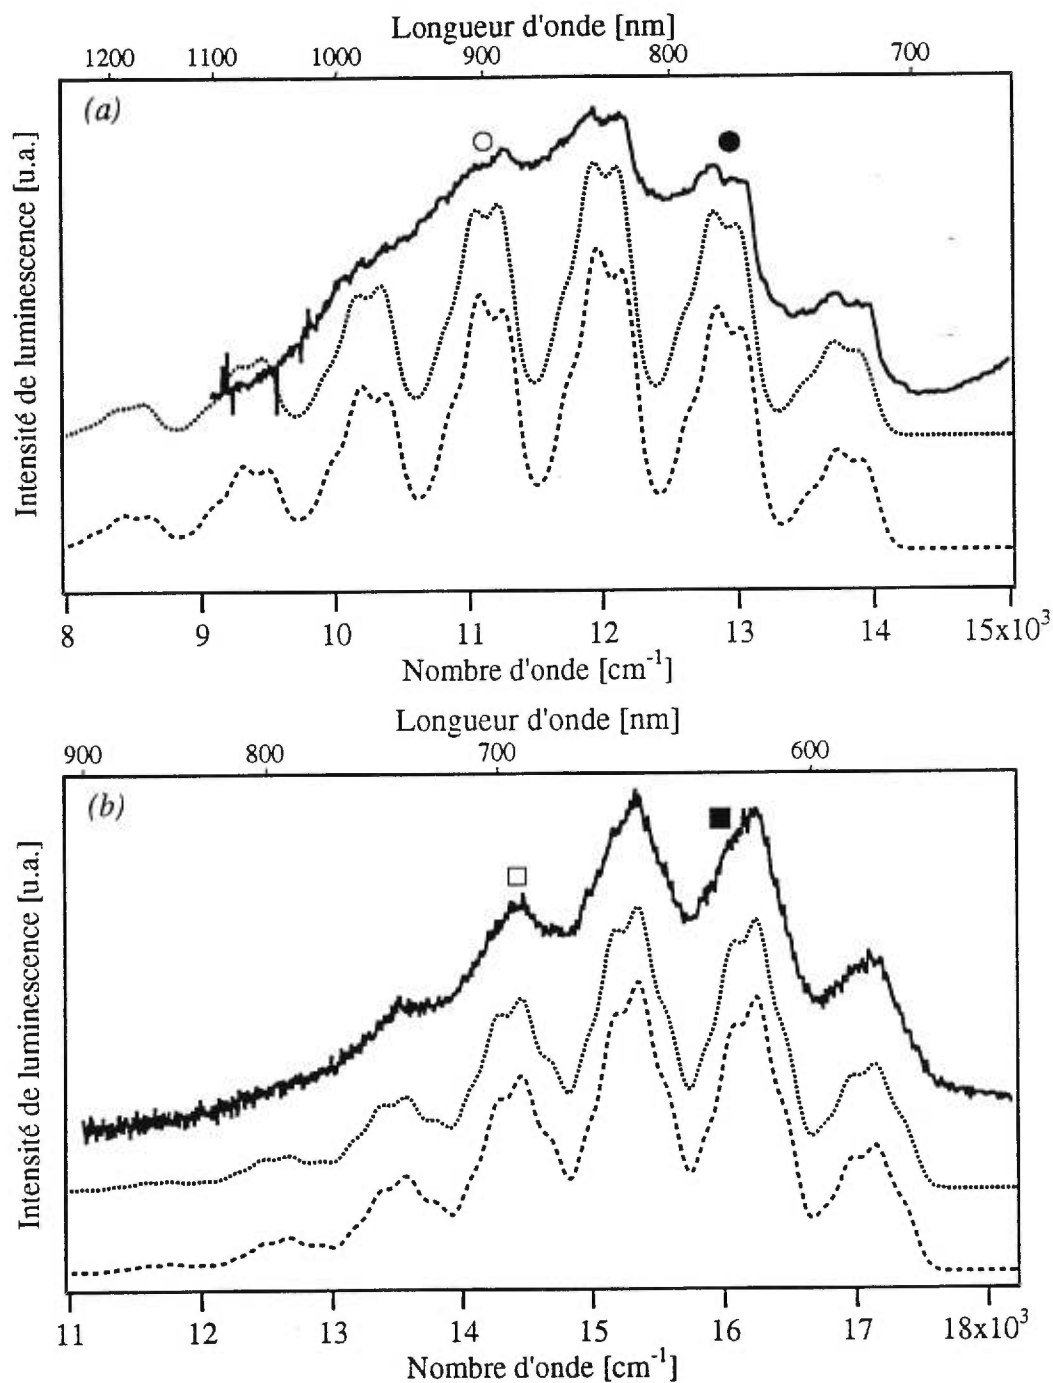 Longueur d'onde [nm]
1200 1100 1000 900 800 700
(a)
Intensité de luminescence [u.a.]
8 9 10 11 12 13 14 15x10³
Nombre d'onde [cm⁻¹]
Longueur d'onde [nm]
900 800 700 600
(b)
Intensité de luminescence [u.a.]
11 12 13 14 15 16 17 18x10³
Nombre d'onde [cm⁻¹]